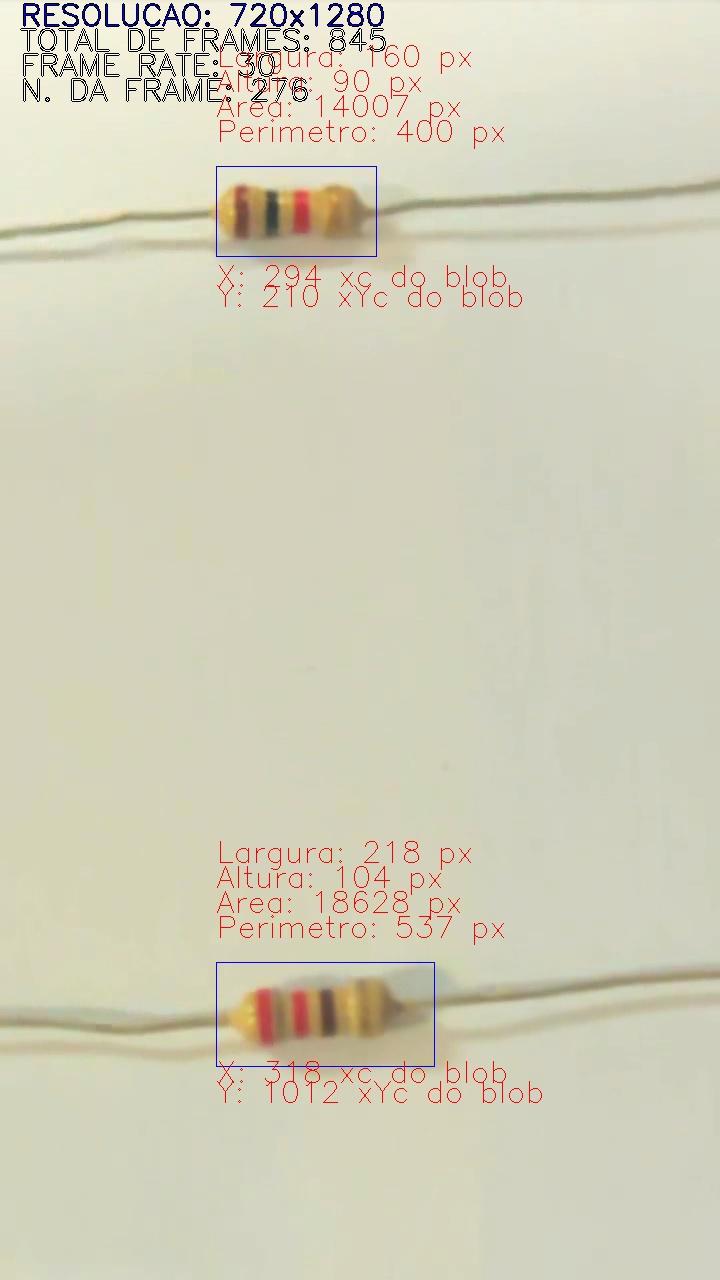 RESOLUCAO: 720x1280
TOTAL DE FRAMES: 845
FRAME RATE: 30
N. DA FRAME: 276
Largura: 160 px
Altura: 90 px
Area: 14007 px
Perimetro: 400 px
X: 294 xc do blob
Y: 210 xYc do blob
Largura: 218 px
Altura: 104 px
Area: 18628 px
Perimetro: 537 px
X: 318 xc do blob
Y: 1012 xYc do blob